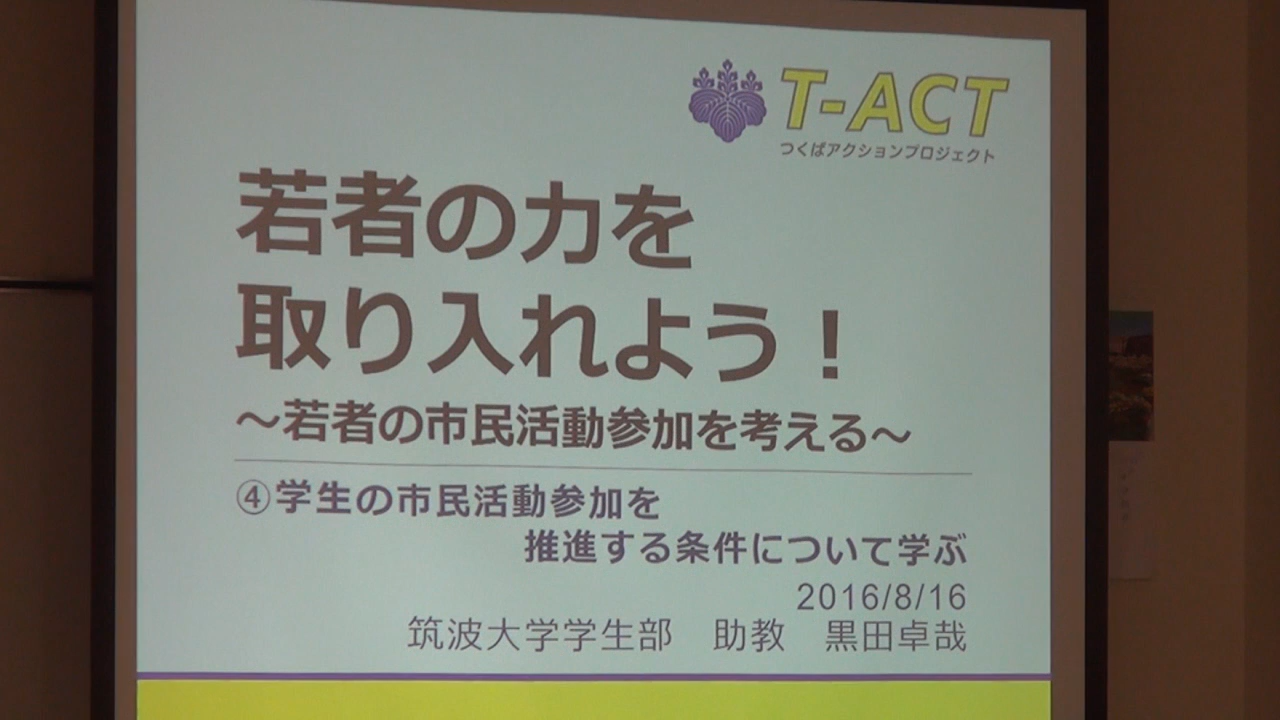 T-ACT
つくばアクションプロジェクト
若者の力を
取り入れよう！
～若者の市民活動参加を考える～
④学生の市民活動参加を
推進する条件について学ぶ
2016/8/16
筑波大学学生部　助教　黒田卓哉